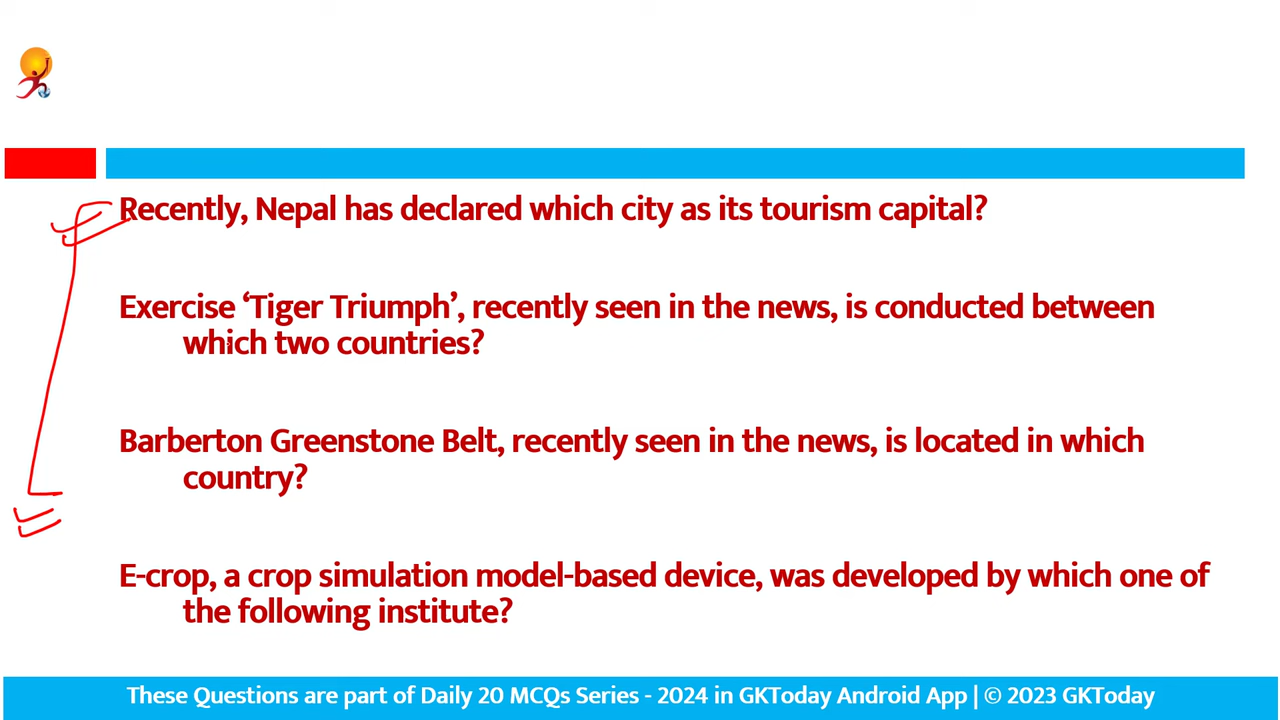 Recently, Nepal has declared which city as its tourism capital?
Exercise ‘Tiger Triumph’, recently seen in the news, is conducted between
which two countries?
Barberton Greenstone Belt, recently seen in the news, is located in which
country?
E-crop, a crop simulation model-based device, was developed by which one of
the following institute?
These Questions are part of Daily 20 MCQs Series - 2024 in GKToday Android App | © 2023 GKToday